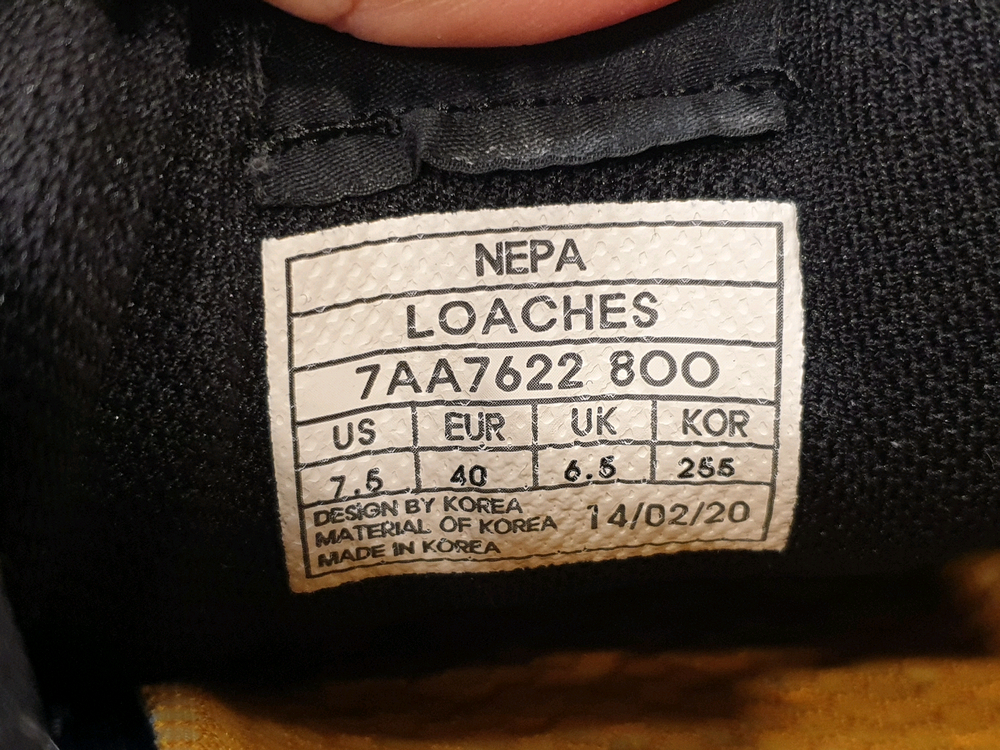 NEPA
LOACHES
7AA7622 800
US EUR UK KOR
7.5 40 6.5 255
DESIGN BY KOREA
MATERIAL OF KOREA
MADE IN KOREA
14/02/20